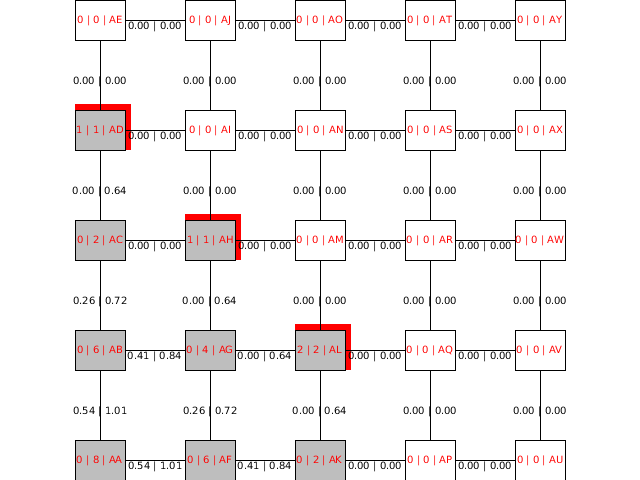 0 | 0 | AE 0.00 | 0.00 0 | 0 | AJ 0.00 | 0.00 0 | 0 | AO 0.00 | 0.00 0 | 0 | AT 0.00 | 0.00 0 | 0 | AY
0.00 | 0.00 0.00 | 0.00 0.00 | 0.00 0.00 | 0.00 0.00 | 0.00
1 | 1 | AD 0.00 | 0.00 0 | 0 | AI 0.00 | 0.00 0 | 0 | AN 0.00 | 0.00 0 | 0 | AS 0.00 | 0.00 0 | 0 | AX
0.00 | 0.64 0.00 | 0.00 0.00 | 0.00 0.00 | 0.00 0.00 | 0.00
0 | 2 | AC 0.00 | 0.00 1 | 1 | AH 0.00 | 0.00 0 | 0 | AM 0.00 | 0.00 0 | 0 | AR 0.00 | 0.00 0 | 0 | AW
0.26 | 0.72 0.00 | 0.64 0.00 | 0.00 0.00 | 0.00 0.00 | 0.00
0 | 6 | AB 0.41 | 0.84 0 | 4 | AG 0.00 | 0.64 2 | 2 | AL 0.00 | 0.00 0 | 0 | AQ 0.00 | 0.00 0 | 0 | AV
0.54 | 1.01 0.26 | 0.72 0.00 | 0.64 0.00 | 0.00 0.00 | 0.00
0 | 8 | AA 0.54 | 1.01 0 | 6 | AF 0.41 | 0.84 0 | 2 | AK 0.00 | 0.00 0 | 0 | AP 0.00 | 0.00 0 | 0 | AU